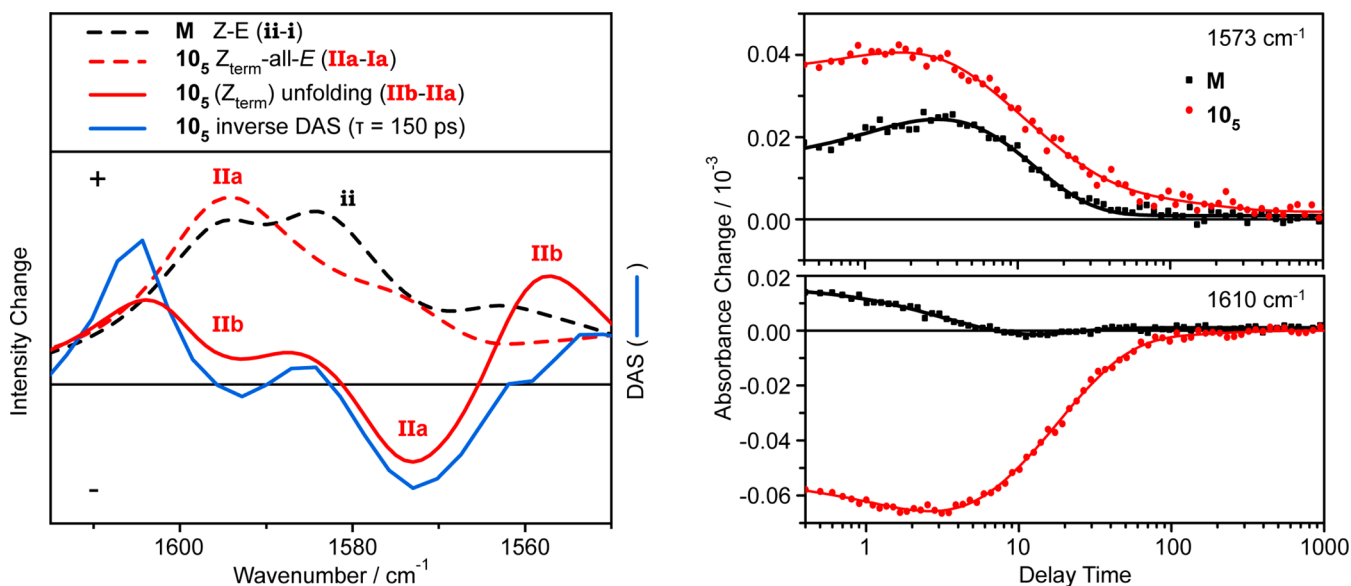 M Z-E (ii-i)
10₅ Z_term-all-E (IIa-Ia)
10₅ (Z_term) unfolding (IIb-IIa)
10₅ inverse DAS (τ = 150 ps)
+
IIa
ii
IIb
IIb
IIa
-
Intensity Change
DAS (—)
1600
1580
1560
Wavenumber / cm⁻¹
1573 cm⁻¹
M
10₅
0.04
0.02
0.00
1610 cm⁻¹
0.02
0.00
-0.02
-0.04
-0.06
Absorbance Change / 10⁻³
1
10
100
1000
Delay Time